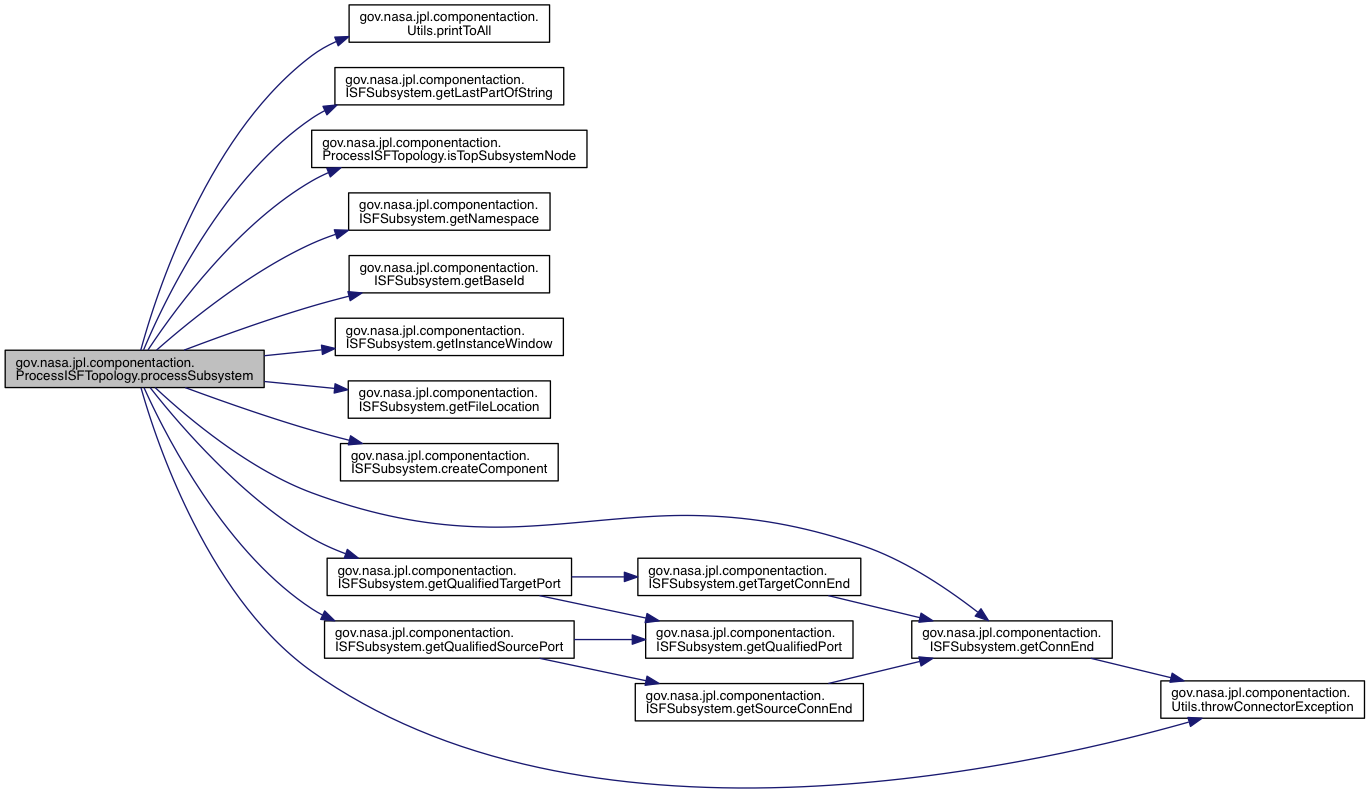 gov.nasa.jpl.componentaction.
Utils.printToAll
gov.nasa.jpl.componentaction.
ISFSubsystem.getLastPartOfString
gov.nasa.jpl.componentaction.
ProcessISFTopology.isTopSubsystemNode
gov.nasa.jpl.componentaction.
ISFSubsystem.getNamespace
gov.nasa.jpl.componentaction.
ISFSubsystem.getBaseId
gov.nasa.jpl.componentaction.
ISFSubsystem.getInstanceWindow
gov.nasa.jpl.componentaction.
ProcessISFTopology.processSubsystem
gov.nasa.jpl.componentaction.
ISFSubsystem.getFileLocation
gov.nasa.jpl.componentaction.
ISFSubsystem.createComponent
gov.nasa.jpl.componentaction.
ISFSubsystem.getQualifiedTargetPort
gov.nasa.jpl.componentaction.
ISFSubsystem.getTargetConnEnd
gov.nasa.jpl.componentaction.
ISFSubsystem.getQualifiedSourcePort
gov.nasa.jpl.componentaction.
ISFSubsystem.getQualifiedPort
gov.nasa.jpl.componentaction.
ISFSubsystem.getConnEnd
gov.nasa.jpl.componentaction.
ISFSubsystem.getSourceConnEnd
gov.nasa.jpl.componentaction.
Utils.throwConnectorException